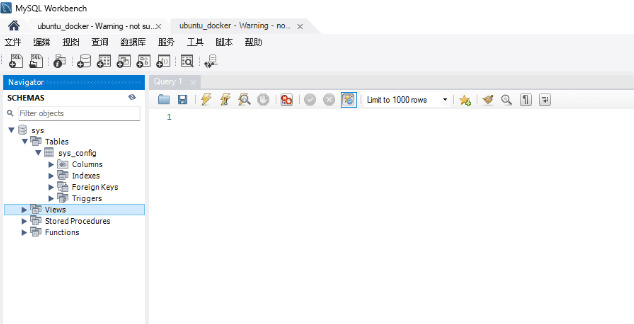 MySQL Workbench
ubuntu_docker - Warning - not su... ubuntu_docker - Warning - no...
文件 编辑 视图 查询 数据库 服务 工具 脚本 帮助
Navigator
Query 1
SCHEMAS
Filter objects
Limit to 1000 rows
1
sys
Tables
sys_config
Columns
Indexes
Foreign Keys
Triggers
Views
Stored Procedures
Functions